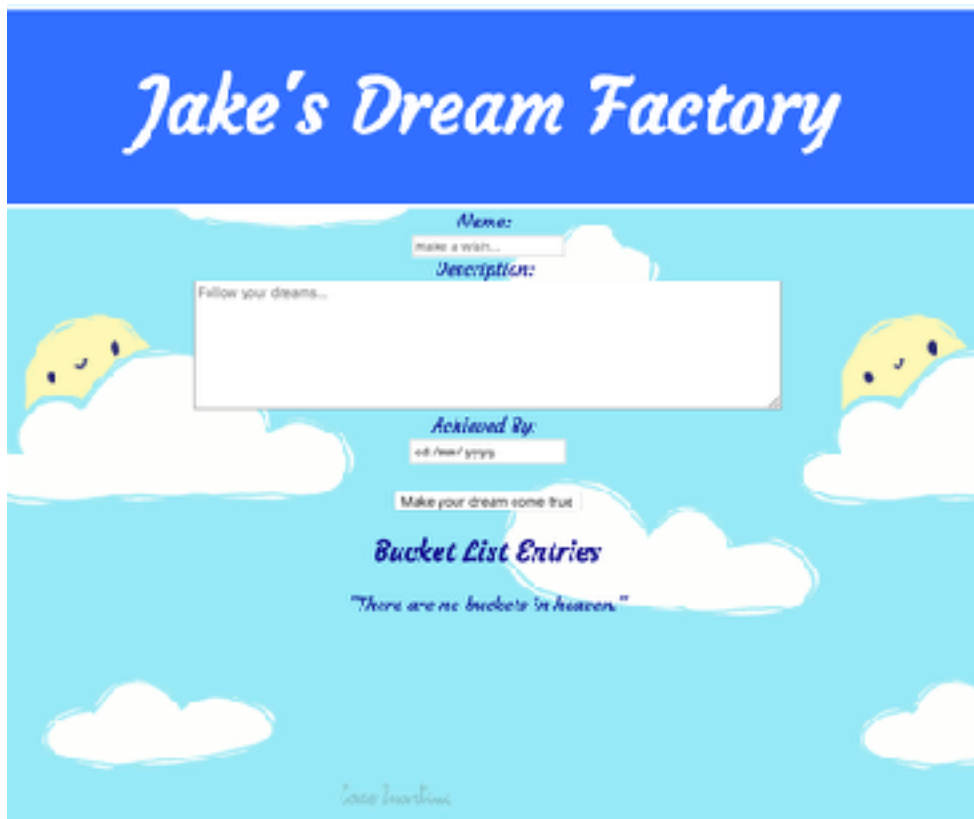 Jake's Dream Factory
Name:
Make a wish...
Description:
Follow your dreams...
Achieved By:
dd/mm/yyyy
Make your dream come true
Bucket List Entries
"There are no buckets in heaven."